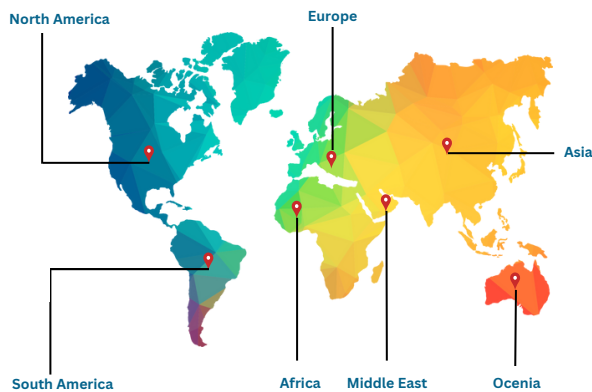 North America
Europe
Asia
South America
Africa
Middle East
Ocenia